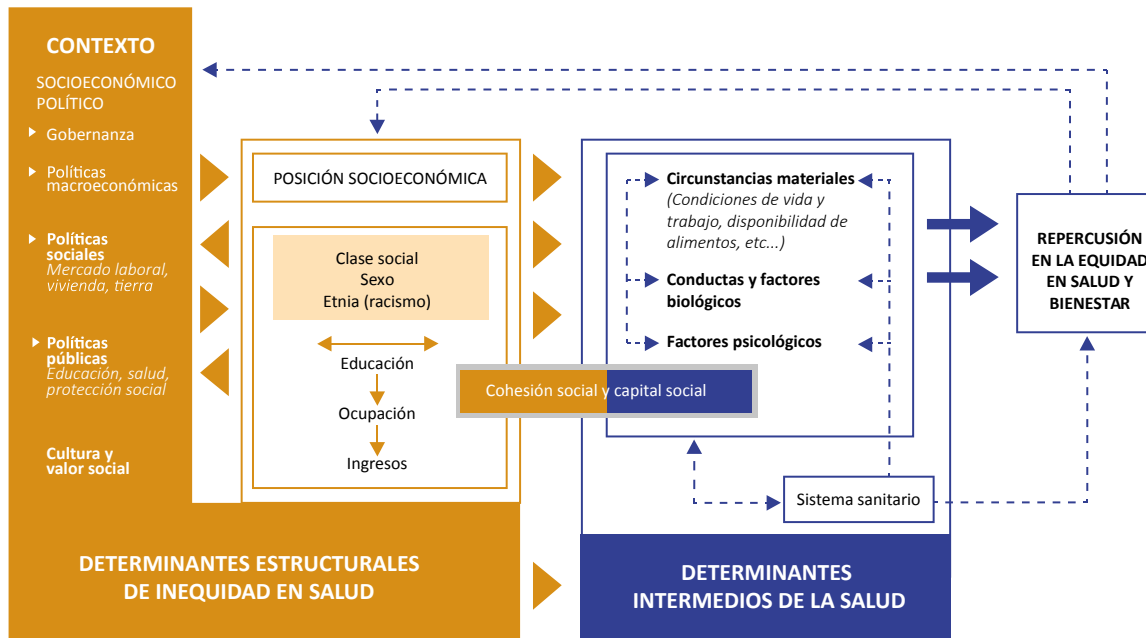 CONTEXTO
SOCIOECONÓMICO
POLÍTICO
Gobernanza
Políticas
macroeconómicas
Políticas
sociales
Mercado laboral,
vivienda, tierra
Políticas
públicas
Educación, salud,
protección social
Cultura y
valor social
POSICIÓN SOCIOECONÓMICA
Clase social
Sexo
Etnia (racismo)
Educación
Ocupación
Ingresos
Cohesión social y capital social
Circunstancias materiales
(Condiciones de vida y
trabajo, disponibilidad de
alimentos, etc...)
Conductas y factores
biológicos
Factores psicológicos
Sistema sanitario
REPERCUSIÓN
EN LA EQUIDAD
EN SALUD Y
BIENESTAR
DETERMINANTES ESTRUCTURALES
DE INEQUIDAD EN SALUD
DETERMINANTES
INTERMEDIOS DE LA SALUD